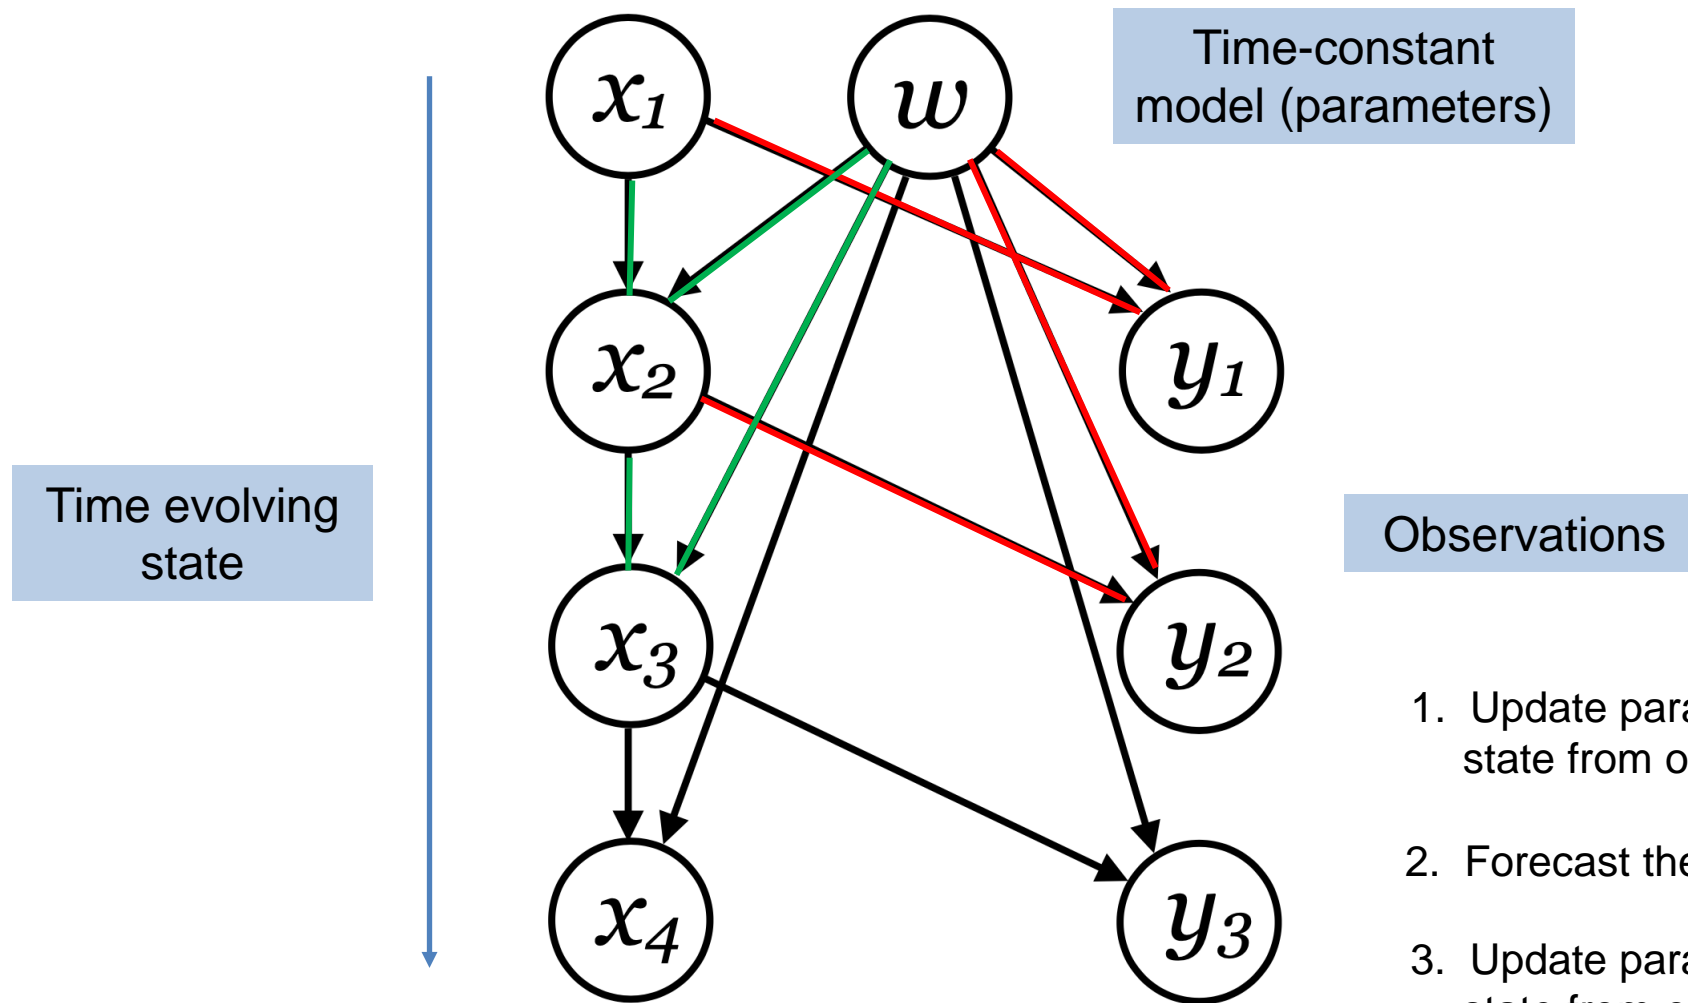 x1
w
Time-constant
model (parameters)
x2
y1
Time evolving
state
Observations
x3
y2
1. Update
state from
2. Forecast
x4
y3
3. Update